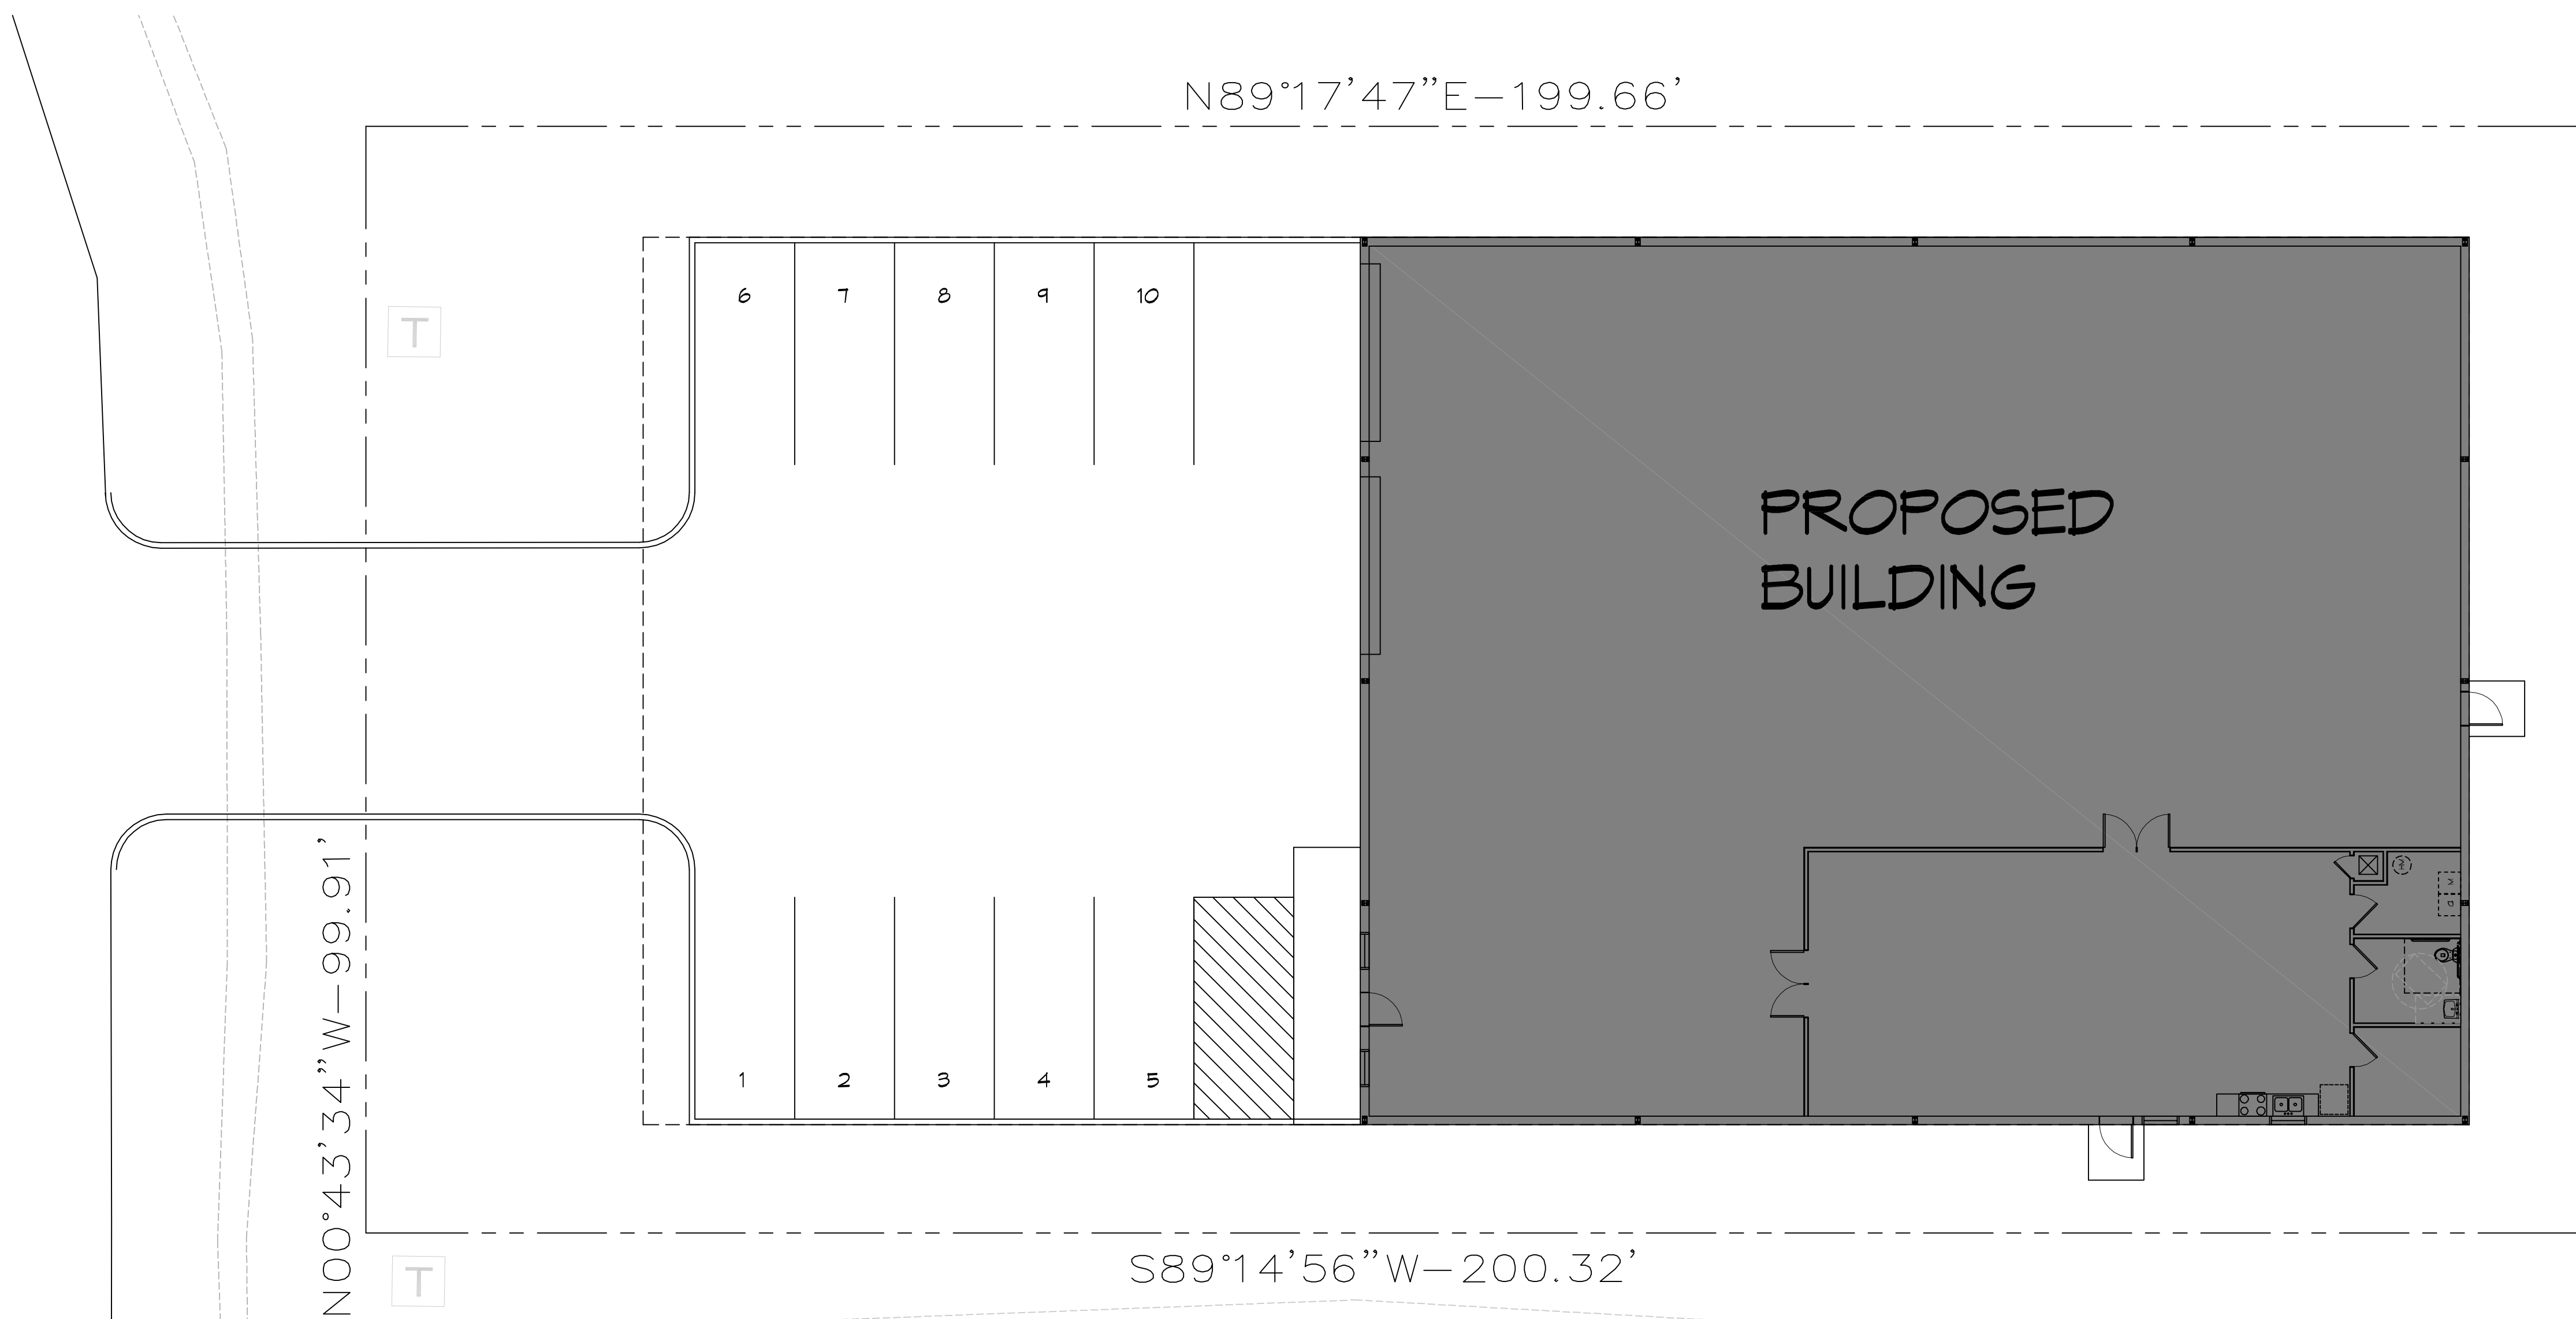 N89°17'47"E-199.66'
T
6
7
8
9
10
PROPOSED
BUILDING
N00°43'34"W-99.91'
1
2
3
4
5
HW
W
D
S89°14'56"W-200.32'
T